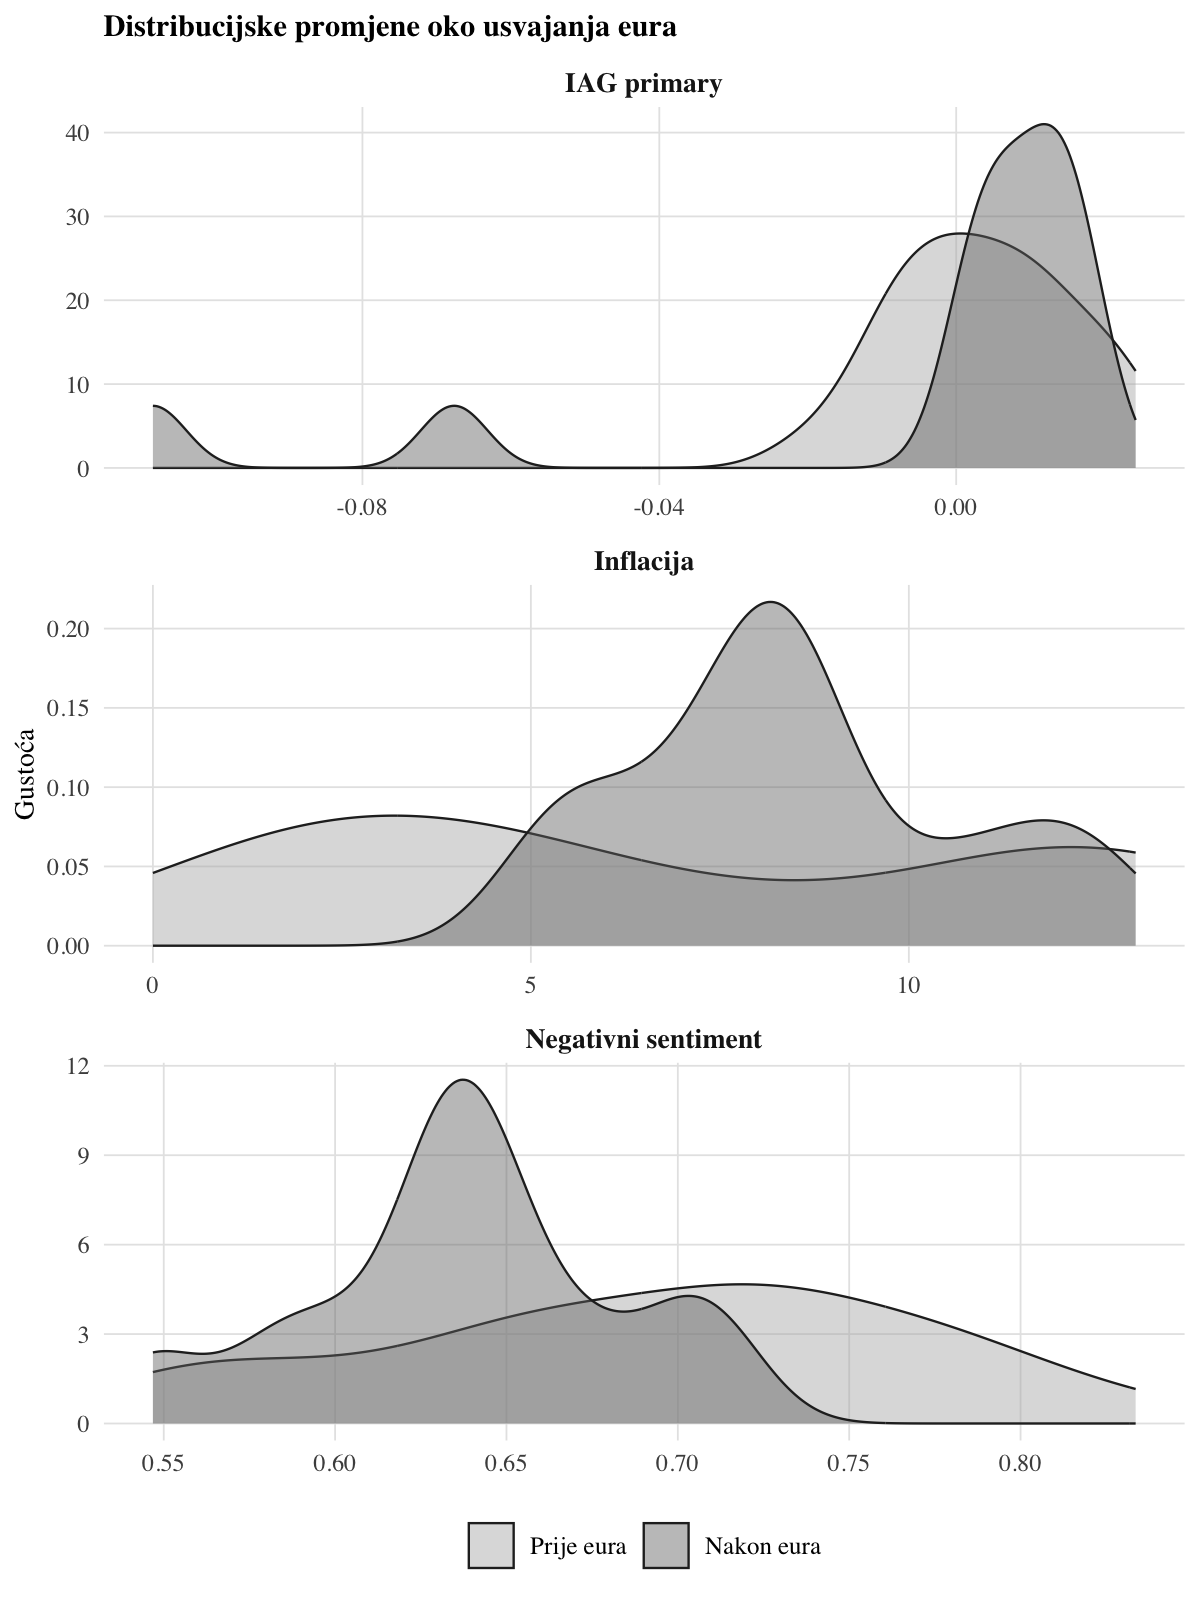 Distribucijske promjene oko usvajanja eura
IAG primary
40
30
20
10
0
-0.08 -0.04 0.00
Inflacija
Gustoća
0.20
0.15
0.10
0.05
0.00
0 5 10
Negativni sentiment
12
9
6
3
0
0.55 0.60 0.65 0.70 0.75 0.80
Prije eura Nakon eura